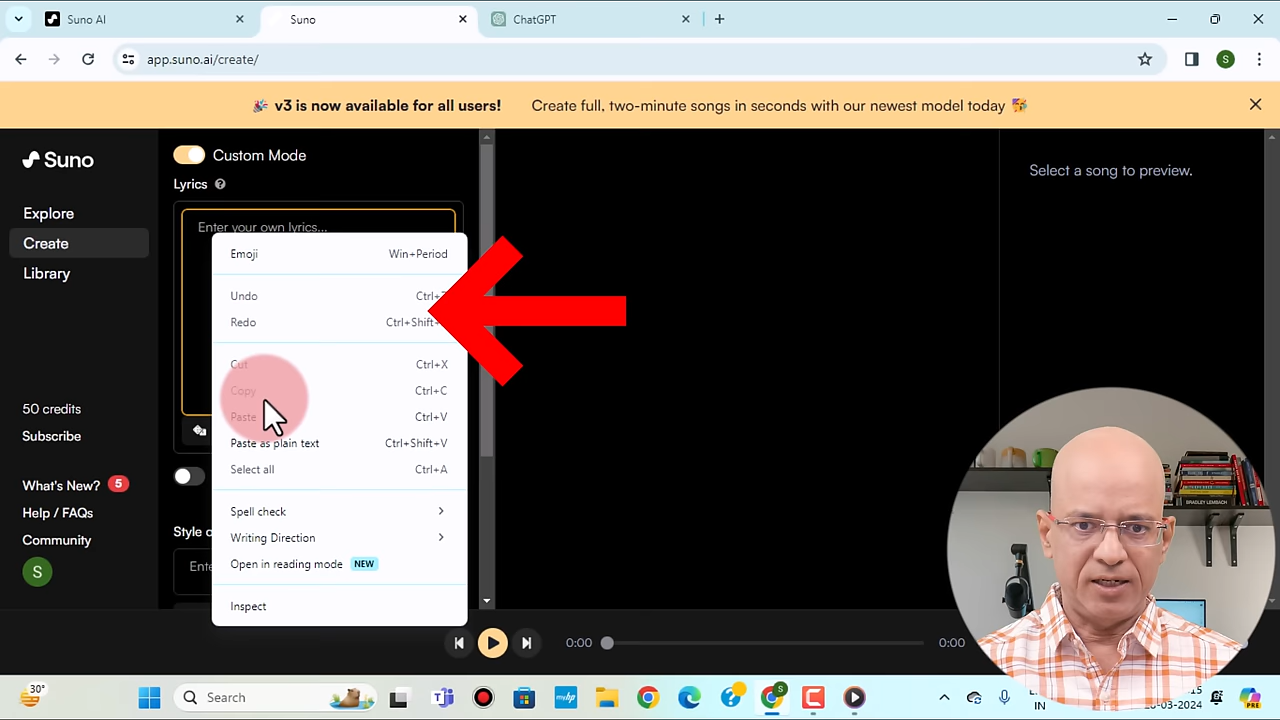 Suno AI
Suno
ChatGPT
app.suno.ai/create/
v3 is now available for all users! Create full, two-minute songs in seconds with our newest model today
Suno
Explore
Create
Library
50 credits
Subscribe
What's New? 5
Help / FAQs
Community
S
Custom Mode
Lyrics
Enter your own lyrics...
Emoji Win+Period
Undo
Redo Ctrl+Shift+
Cut Ctrl+X
Copy Ctrl+C
Paste Ctrl+V
Paste as plain text Ctrl+Shift+V
Select all Ctrl+A
Spell check
Writing Direction
Open in reading mode NEW
Inspect
Select a song to preview.
0:00 0:00
30°
Search
IN
PRE